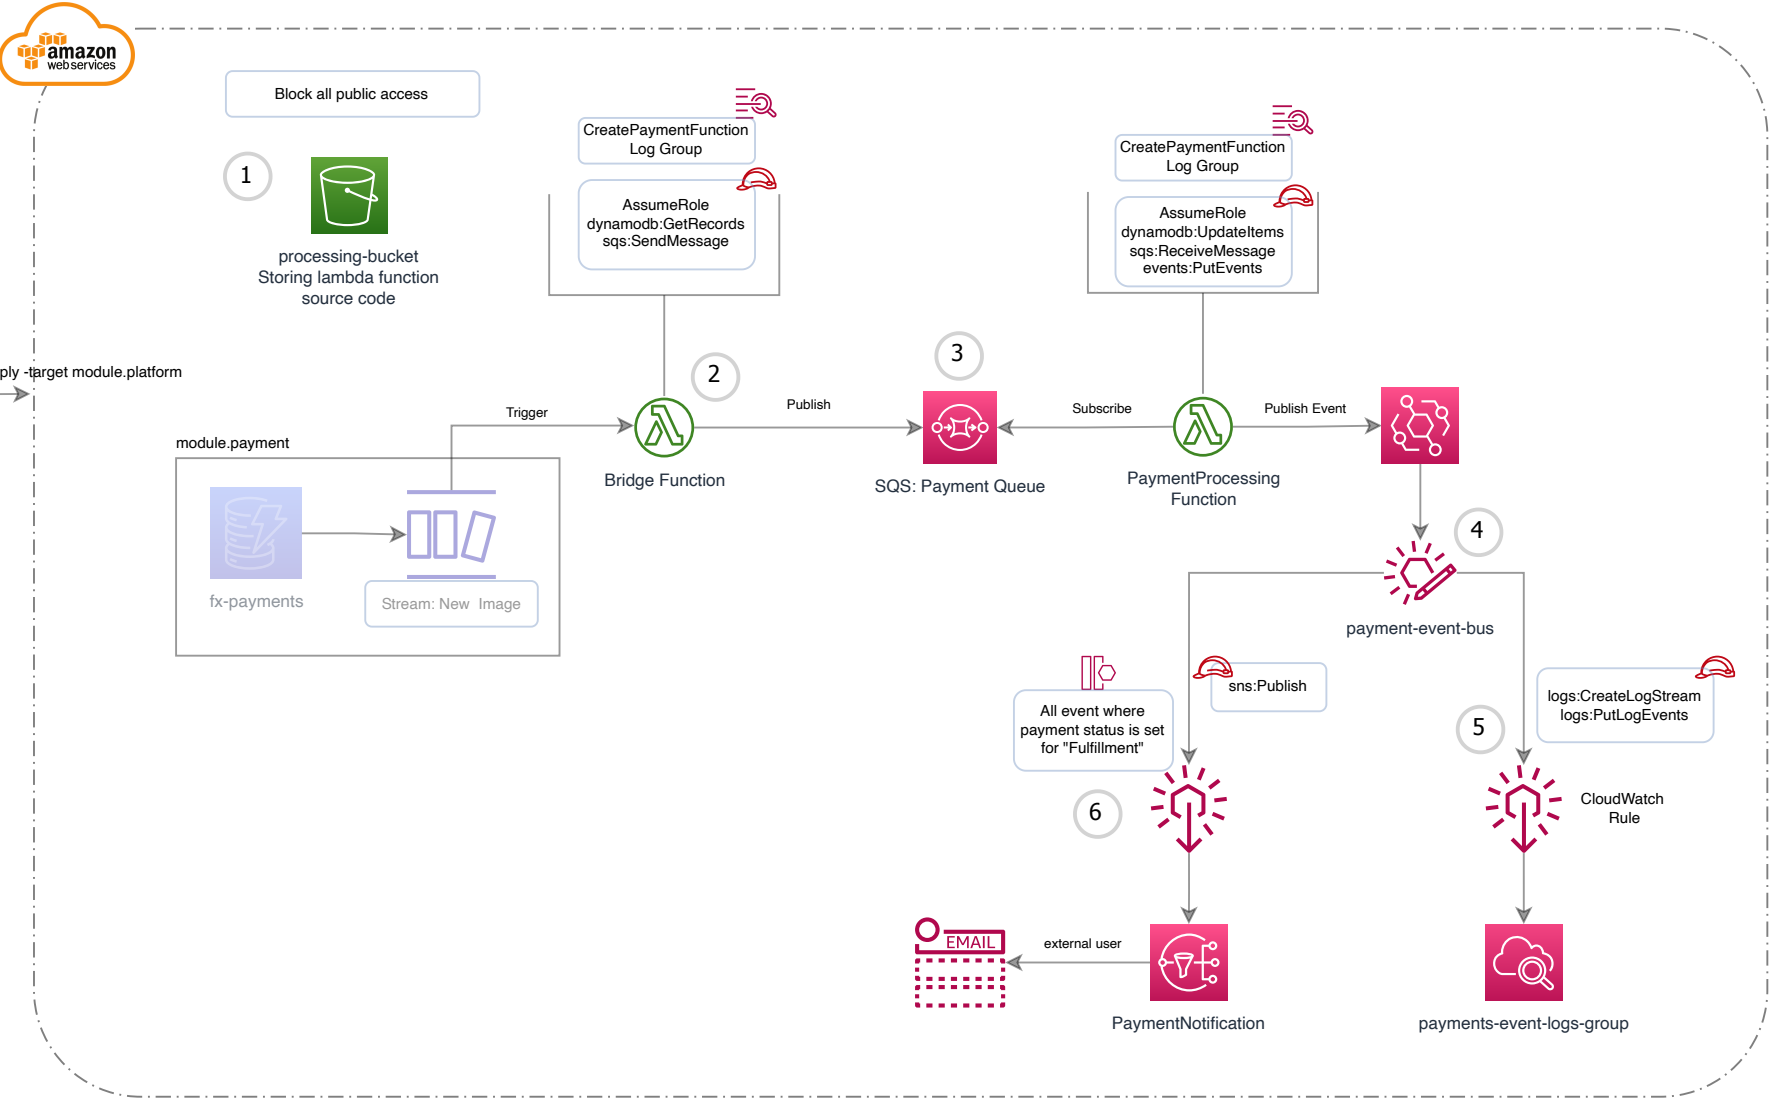 amazon
webservices
Block all public access
1
processing-bucket
Storing lambda function
source code
CreatePaymentFunction
Log Group
AssumeRole
dynamodb:GetRecords
sqs:SendMessage
CreatePaymentFunction
Log Group
AssumeRole
dynamodb:UpdateItems
sqs:ReceiveMessage
events:PutEvents
ply -target module.platform
module.payment
fx-payments
Stream: New Image
Trigger
2
Bridge Function
Publish
3
SQS: Payment Queue
Subscribe
PaymentProcessing
Function
Publish Event
4
payment-event-bus
sns:Publish
All event where
payment status is set
for "Fulfillment"
6
logs:CreateLogStream
logs:PutLogEvents
5
CloudWatch
Rule
EMAIL
external user
PaymentNotification
payments-event-logs-group